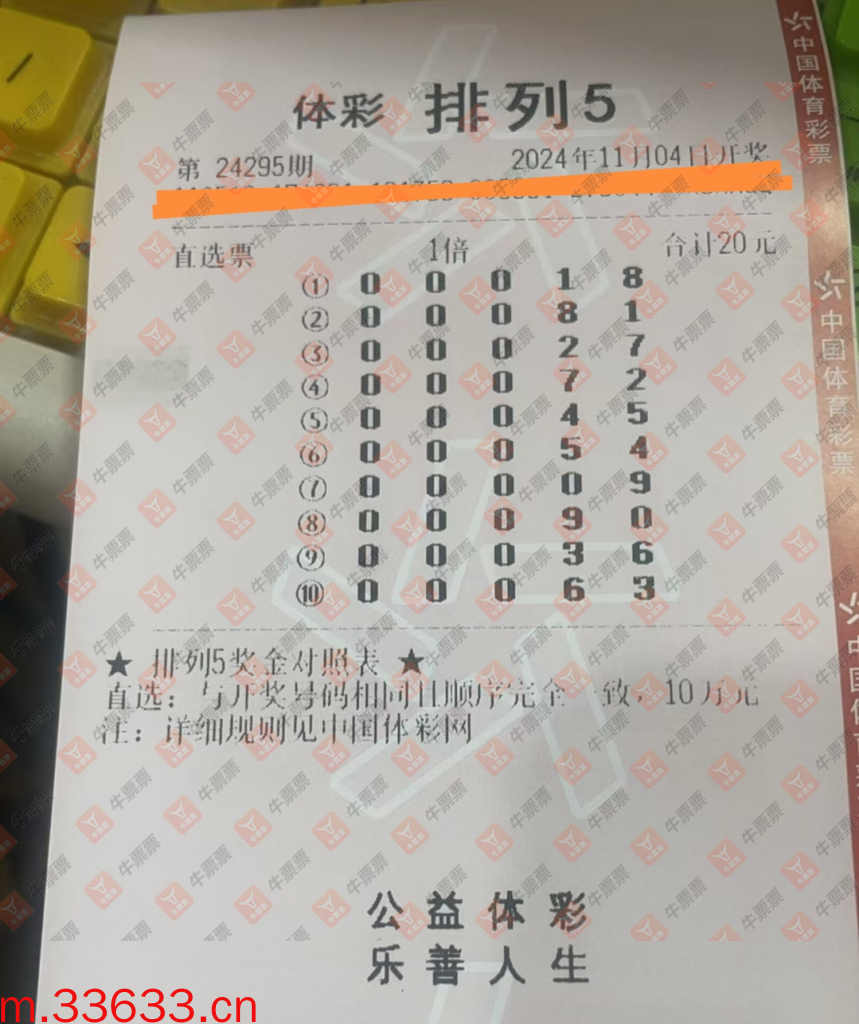 体彩 排列5
第 24295期 2024年11月04日开奖
直选票 1倍 合计20元
① 0 0 0 1 8
② 0 0 0 8 1
③ 0 0 0 2 7
④ 0 0 0 7 2
⑤ 0 0 0 4 5
⑥ 0 0 0 5 4
⑦ 0 0 0 0 9
⑧ 0 0 0 9 0
⑨ 0 0 0 3 6
⑩ 0 0 0 6 3
★ 排列5奖金对照表 ★
直选：与开奖号码相同且顺序完全一致，10万元
注：详细规则见中国体彩网
公益体彩
乐善人生
中国体育彩票
中国体育彩票
牛票票
m.33633.cn